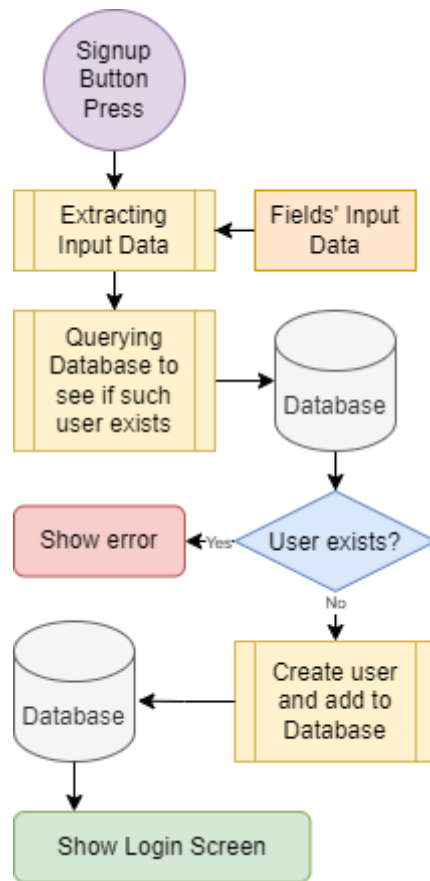 Signup
Button
Press
Extracting
Input Data
Fields' Input
Data
Querying
Database to
see if such
user exists
Database
User exists?
Yes
Show error
No
Create user
and add to
Database
Database
Show Login Screen